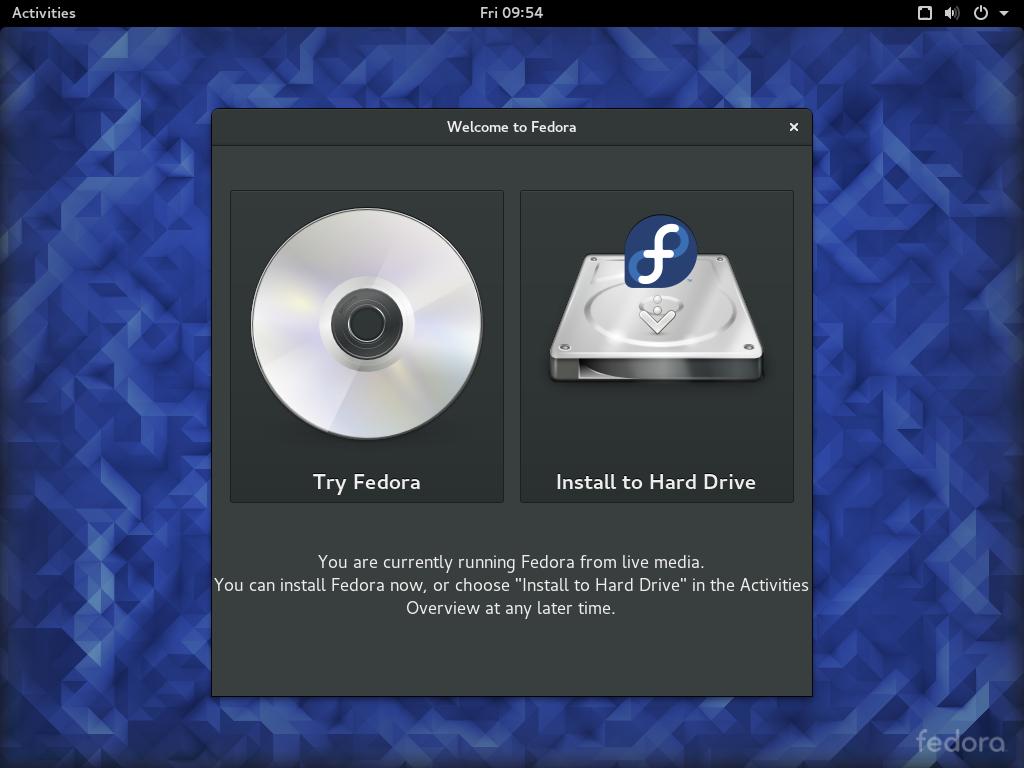 Activities
Fri 09:54
Welcome to Fedora
Try Fedora
Install to Hard Drive
You are currently running Fedora from live media.
You can install Fedora now, or choose "Install to Hard Drive" in the Activities
Overview at any later time.
fedora